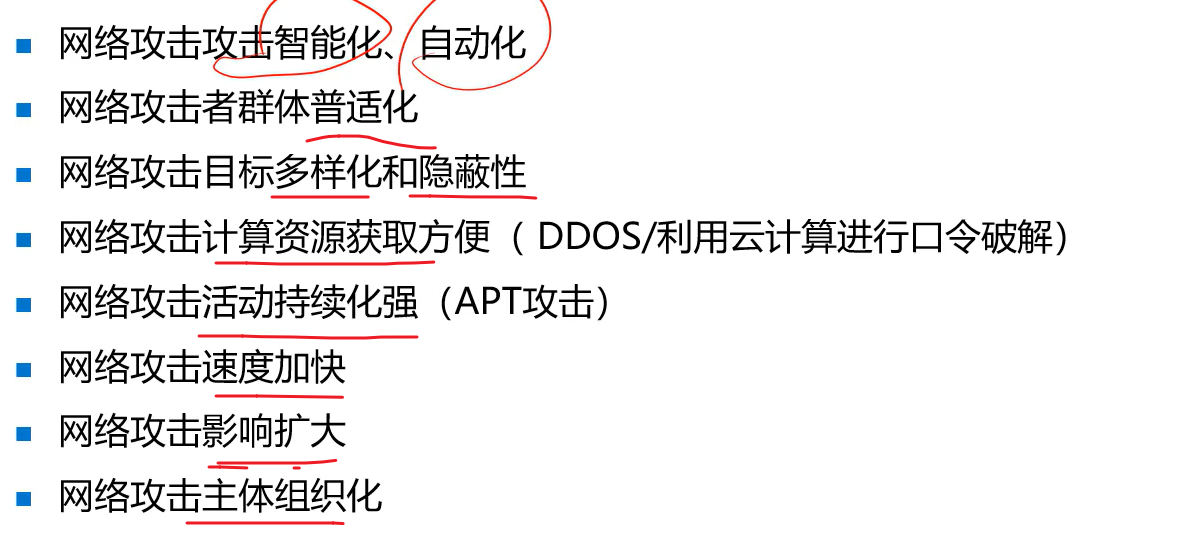 网络攻击攻击智能化、自动化
网络攻击者群体普适化
网络攻击目标多样化和隐蔽性
网络攻击计算资源获取方便（ DDOS/利用云计算进行口令破解）
网络攻击活动持续化强（APT攻击）
网络攻击速度加快
网络攻击影响扩大
网络攻击主体组织化